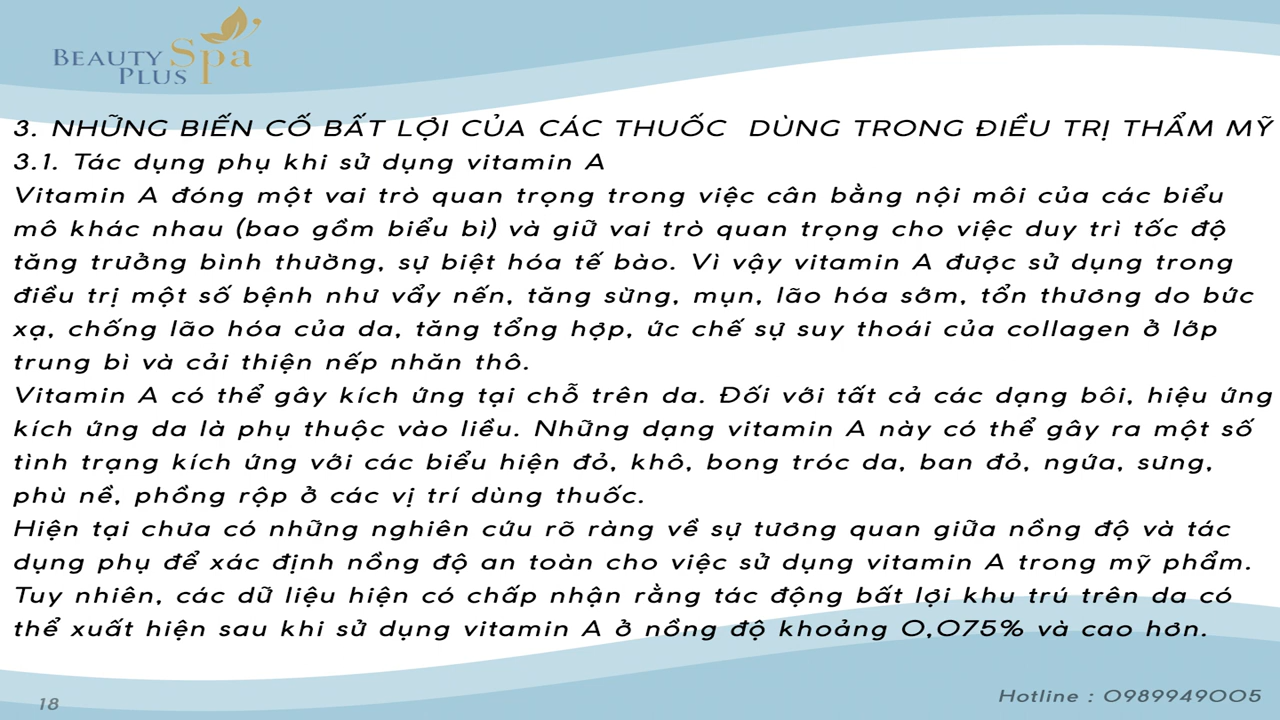 BEAUTY Spa
PLUS
3. NHỮNG BIẾN CỐ BẤT LỢI CỦA CÁC THUỐC DÙNG TRONG ĐIỀU TRỊ THẨM MỸ
3.1. Tác dụng phụ khi sử dụng vitamin A
Vitamin A đóng một vai trò quan trọng trong việc cân bằng nội môi của các biểu
mô khác nhau (bao gồm biểu bì) và giữ vai trò quan trọng cho việc duy trì tốc độ
tăng trưởng bình thường, sự biệt hóa tế bào. Vì vậy vitamin A được sử dụng trong
điều trị một số bệnh như vẩy nến, tăng sừng, mụn, lão hóa sớm, tổn thương do bức
xạ, chống lão hóa của da, tăng tổng hợp, ức chế sự suy thoái của collagen ở lớp
trung bì và cải thiện nếp nhăn thô.
Vitamin A có thể gây kích ứng tại chỗ trên da. Đối với tất cả các dạng bôi, hiệu ứng
kích ứng da là phụ thuộc vào liều. Những dạng vitamin A này có thể gây ra một số
tình trạng kích ứng với các biểu hiện đỏ, khô, bong tróc da, ban đỏ, ngứa, sưng,
phù nề, phồng rộp ở các vị trí dùng thuốc.
Hiện tại chưa có những nghiên cứu rõ ràng về sự tương quan giữa nồng độ và tác
dụng phụ để xác định nồng độ an toàn cho việc sử dụng vitamin A trong mỹ phẩm.
Tuy nhiên, các dữ liệu hiện có chấp nhận rằng tác động bất lợi khu trú trên da có
thể xuất hiện sau khi sử dụng vitamin A ở nồng độ khoảng 0,075% và cao hơn.
18
Hotline : 0989949005